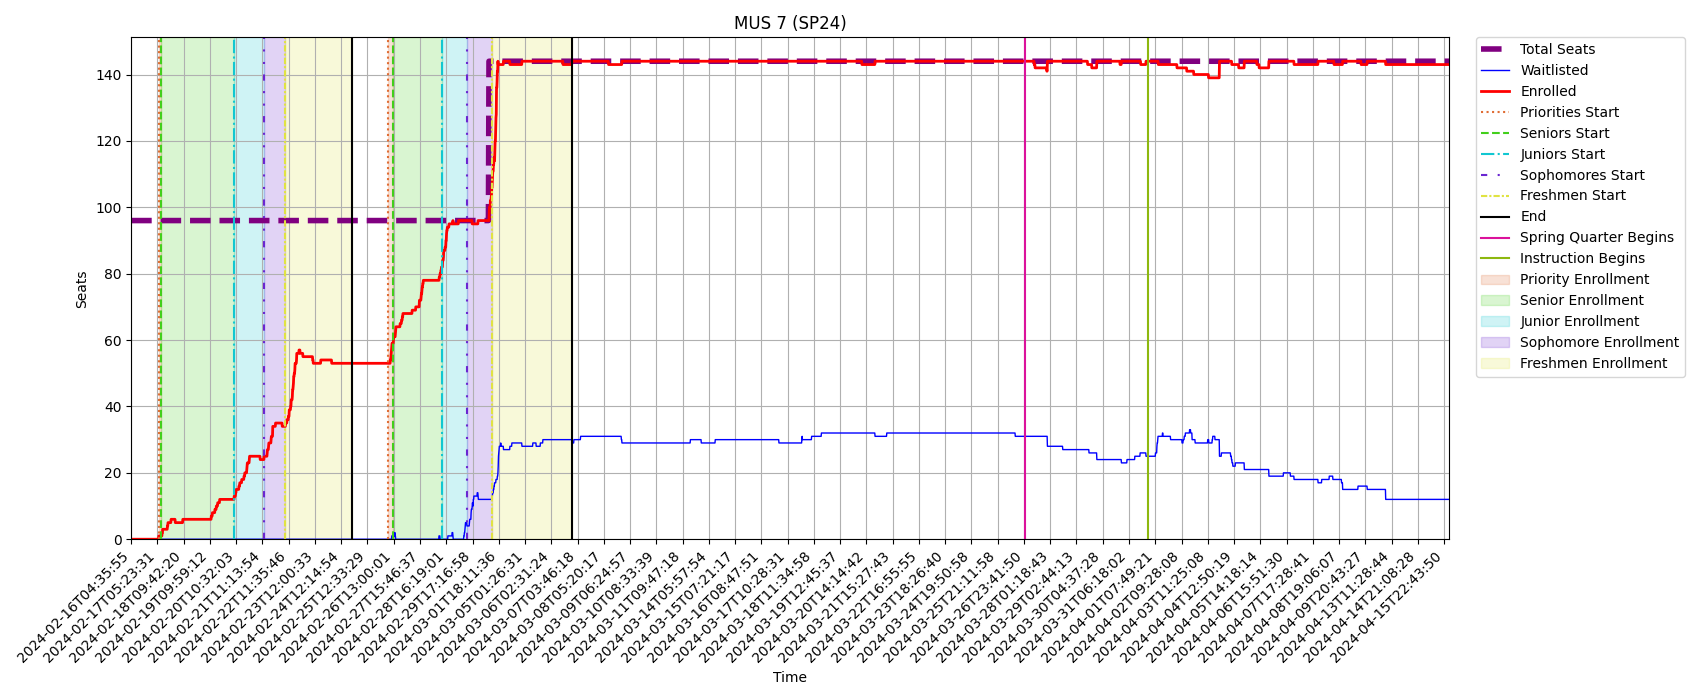 MUS 7 (SP24)
Seats
140
120
100
80
60
40
20
0
2024-02-16T04:35:55
2024-02-17T05:23:31
2024-02-18T09:42:20
2024-02-19T09:59:12
2024-02-20T10:32:03
2024-02-21T11:13:54
2024-02-22T11:35:46
2024-02-23T12:00:33
2024-02-24T12:14:54
2024-02-25T12:33:29
2024-02-26T13:00:01
2024-02-27T15:46:37
2024-02-28T16:19:01
2024-02-29T17:16:58
2024-03-01T18:11:36
2024-03-05T01:26:31
2024-03-06T02:31:24
2024-03-07T03:46:18
2024-03-08T05:20:17
2024-03-09T06:24:57
2024-03-10T08:33:39
2024-03-11T09:47:18
2024-03-14T05:57:54
2024-03-15T07:21:17
2024-03-16T08:47:51
2024-03-17T10:28:31
2024-03-18T11:34:58
2024-03-19T12:45:37
2024-03-20T14:14:42
2024-03-21T15:27:43
2024-03-22T16:55:55
2024-03-23T18:26:40
2024-03-24T19:50:58
2024-03-25T21:11:58
2024-03-26T23:41:50
2024-03-28T01:18:43
2024-03-29T02:44:13
2024-03-30T04:37:28
2024-03-31T06:18:02
2024-04-01T07:49:21
2024-04-02T09:28:08
2024-04-03T11:25:08
2024-04-04T12:50:19
2024-04-05T14:18:14
2024-04-06T15:51:30
2024-04-07T17:28:41
2024-04-08T19:06:07
2024-04-09T20:43:27
2024-04-13T11:28:44
2024-04-14T21:08:28
2024-04-15T22:43:50
Time
Total Seats
Waitlisted
Enrolled
Priorities Start
Seniors Start
Juniors Start
Sophomores Start
Freshmen Start
End
Spring Quarter Begins
Instruction Begins
Priority Enrollment
Senior Enrollment
Junior Enrollment
Sophomore Enrollment
Freshmen Enrollment